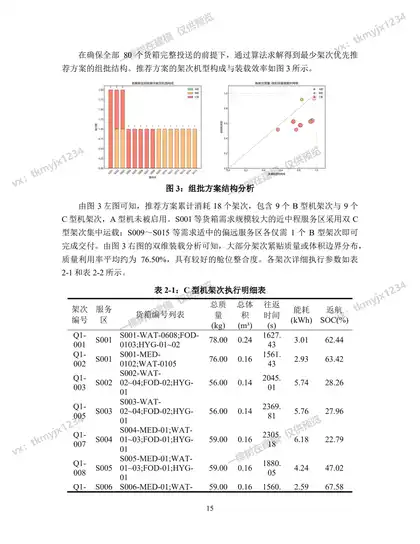 在确保全部 80 个货箱完整投送的前提下，通过算法求解得到最少架次优先推
荐方案的组批结构。推荐方案的架次机型构成与装载效率如图 3 所示。
图 3：组批方案结构分析
由图 3 左图可知，推荐方案累计消耗 18 个架次，包含 9 个 B 型机架次与 9 个
C 型机架次，A 型机未被启用。S001 等货箱需求规模较大的近中程服务区采用双 C
型架次集中运载；S009～S015 等需求适中的偏远服务区各仅需 1 个 B 型架次即可
完成交付。由图 3 右图的双维装载分析可知，大部分架次紧贴质量或体积边界分布，
质量利用率平均约为 76.50%，具有较好的舱位整合度。各架次详细执行参数如表
2-1 和表 2-2 所示。
表 2-1：C 型机架次执行明细表
架次编号 服务区 货箱编号列表 总质量(kg) 总体积(m³) 往返时间(s) 能耗(kWh) 返航SOC(%)
Q1-001 S001 S001-WAT-0608;FOD-0103;HYG-01~02 78.00 0.24 1627.43 3.01 62.44
Q1-002 S001 S001-MED-0102;WAT-0105 76.00 0.16 1561.43 2.93 63.42
Q1-003 S002 S002-WAT-02~04;FOD-02;HYG-01 56.00 0.14 2045.01 5.74 28.26
Q1-005 S003 S003-WAT-02~04;FOD-02;HYG-01 56.00 0.14 2369.81 5.76 27.96
Q1-007 S004 S004-MED-01;WAT-01~03;FOD-01;HYG-01 59.00 0.16 2305.18 6.18 22.79
Q1-008 S005 S005-MED-01;WAT-01~03;FOD-01;HYG-01 59.00 0.16 1880.05 4.24 47.02
Q1- S006 S006-MED-01;WAT- 59.00 0.16 1560. 2.59 67.58
15
vx: tkmyjx1234